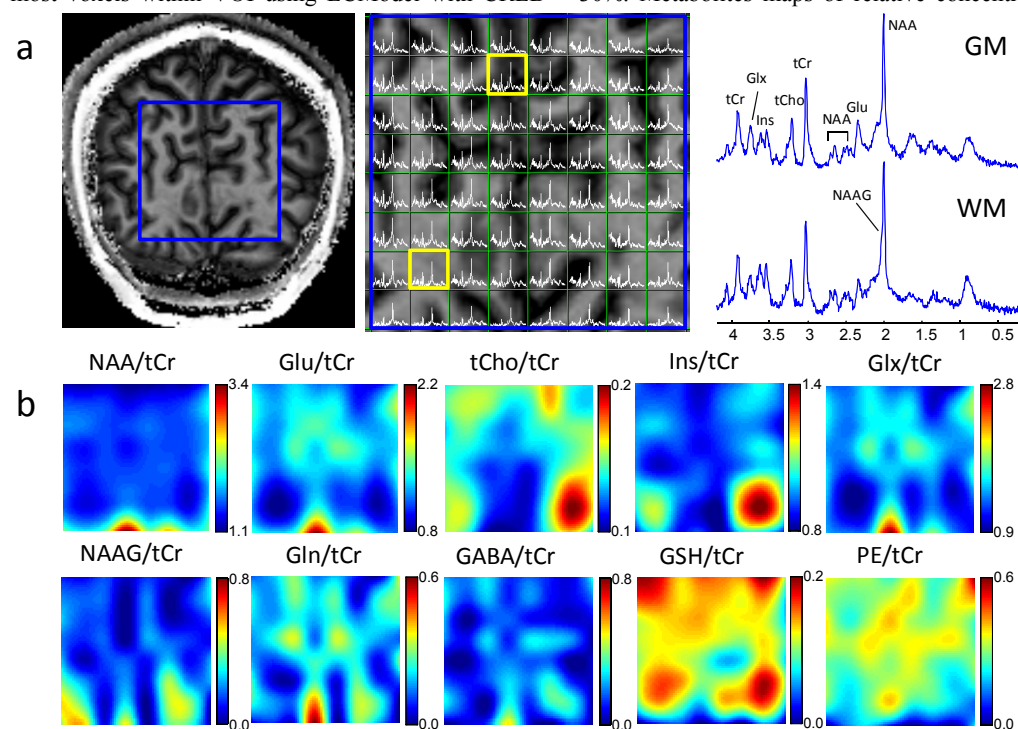 most voxels within VOI using LCModel with CRLB < 30%. Metabolites maps of relative concent
a
GM
NAA
tCr
Glx
tCr
Ins
tCho
NAA
Glu
NAAG
WM
4 3.5 3 2.5 2 1.5 1 0.5
b
NAA/tCr Glu/tCr tCho/tCr Ins/tCr Glx/tCr
3.4 2.2 0.2 1.4 2.8
1.1 0.8 0.1 0.8 0.9
NAAG/tCr Gln/tCr GABA/tCr GSH/tCr PE/tCr
0.8 0.6 0.8 0.2 0.6
0.0 0.0 0.0 0.0 0.0